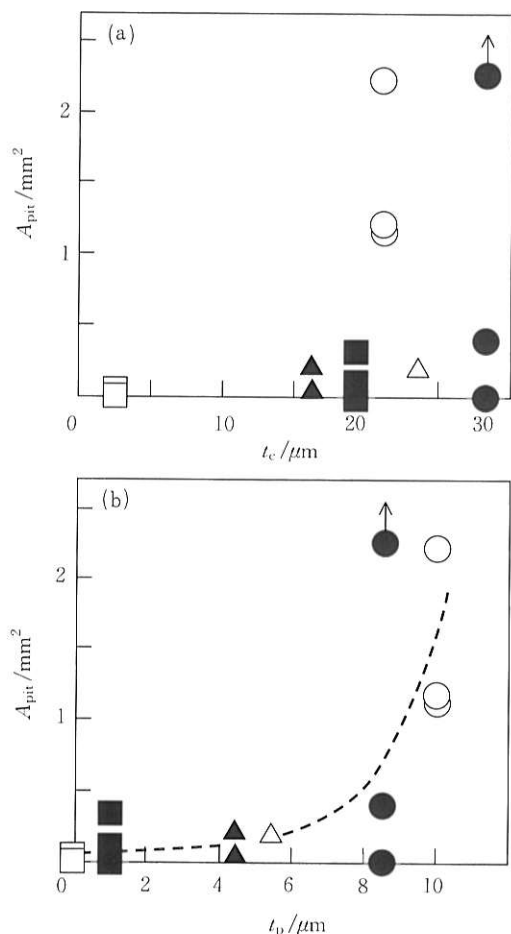 (a)
2
1
A_pit /mm²
0 10 20 30
t_c /μm
(b)
2
1
A_pit /mm²
0 2 4 6 8 10
t_p /μm